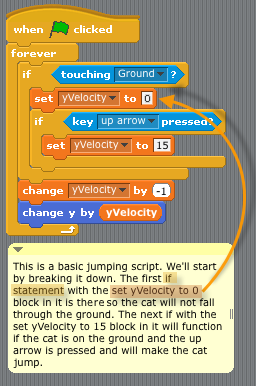 when clicked
forever
if touching Ground ?
set yVelocity to 0
if key up arrow pressed?
set yVelocity to 15
change yVelocity by -1
change y by yVelocity
This is a basic jumping script. We'll start
by breaking it down. The first if
statement with the set yVelocity to 0
block in it is there so the cat will not fall
through the ground. The next if with the
set yVelocity to 15 block in it will function
if the cat is on the ground and the up
arrow is pressed and will make the cat
jump.